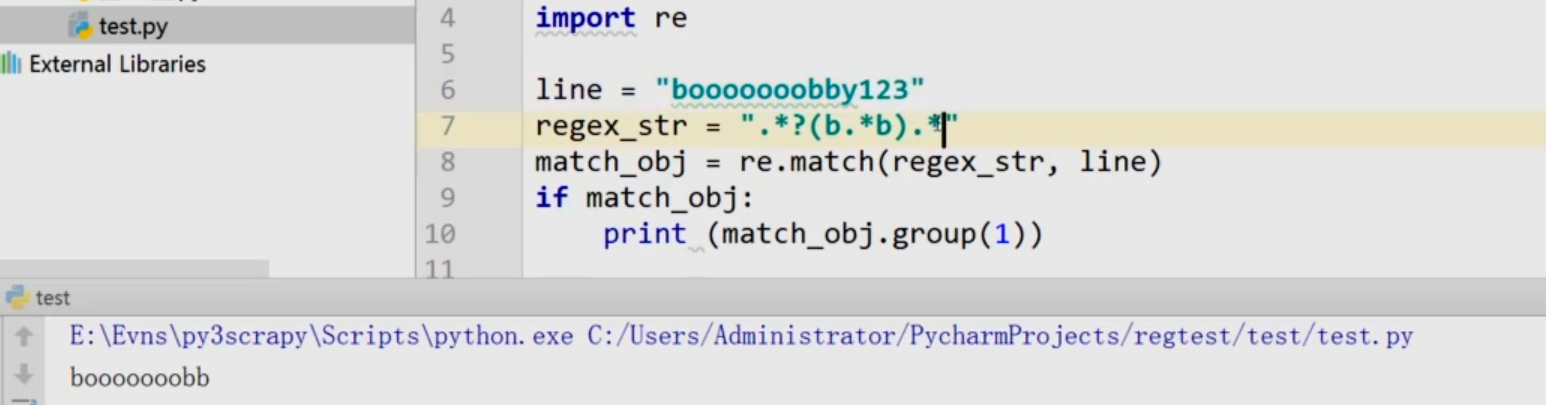 test.py
External Libraries
4 import re
5
6 line = "booooooobby123"
7 regex_str = ".*?(b.*b).*"
8 match_obj = re.match(regex_str, line)
9 if match_obj:
10 print (match_obj.group(1))
11
test
E:\Evns\py3scrapy\Scripts\python.exe C:/Users/Administrator/PycharmProjects/regtest/test/test.py
booooooobb